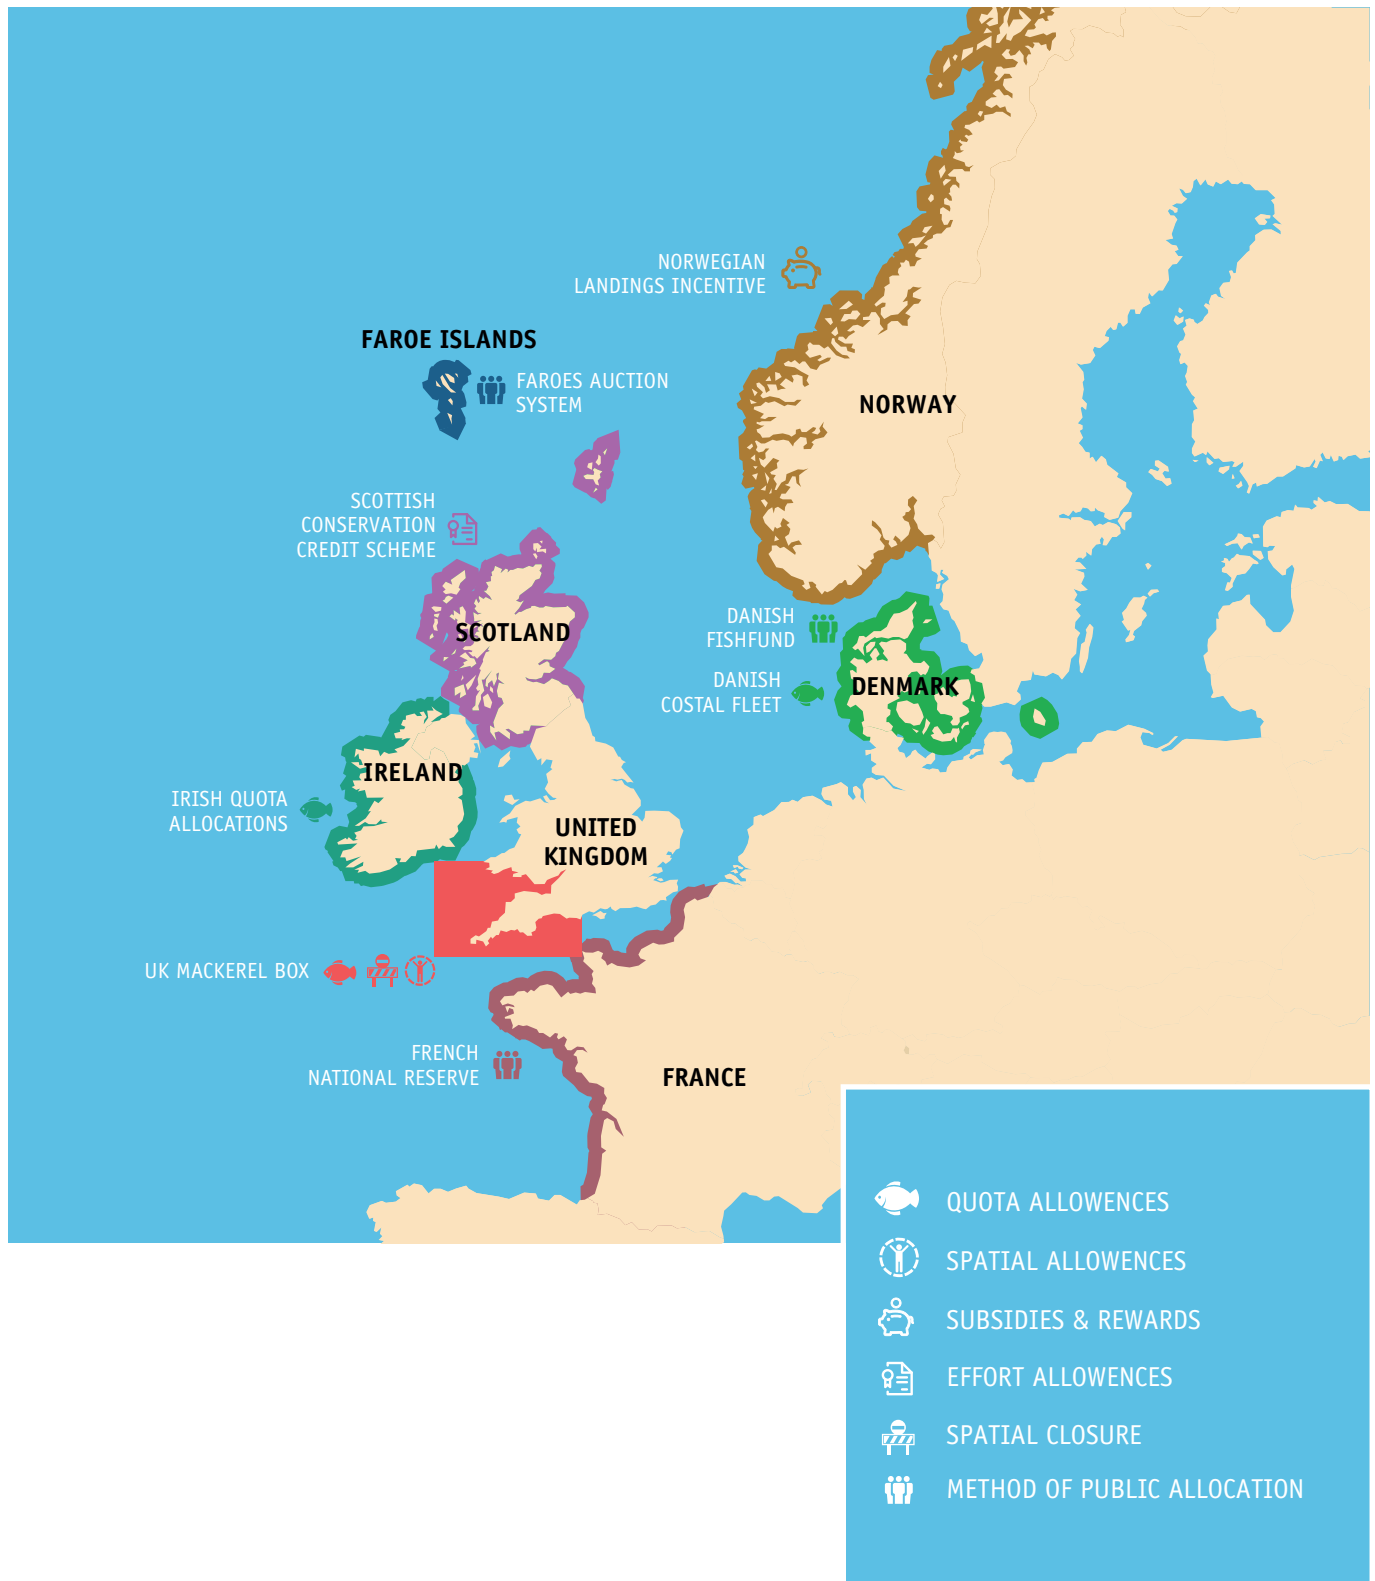 NORWEGIAN
LANDINGS INCENTIVE
FAROE ISLANDS
FAROES AUCTION
SYSTEM
NORWAY
SCOTTISH
CONSERVATION
CREDIT SCHEME
SCOTLAND
DANISH
FISHFUND
DANISH
COSTAL FLEET
DENMARK
IRELAND
IRISH QUOTA
ALLOCATIONS
UNITED
KINGDOM
UK MACKEREL BOX
FRENCH
NATIONAL RESERVE
FRANCE
QUOTA ALLOWENCES
SPATIAL ALLOWENCES
SUBSIDIES & REWARDS
EFFORT ALLOWENCES
SPATIAL CLOSURE
METHOD OF PUBLIC ALLOCATION